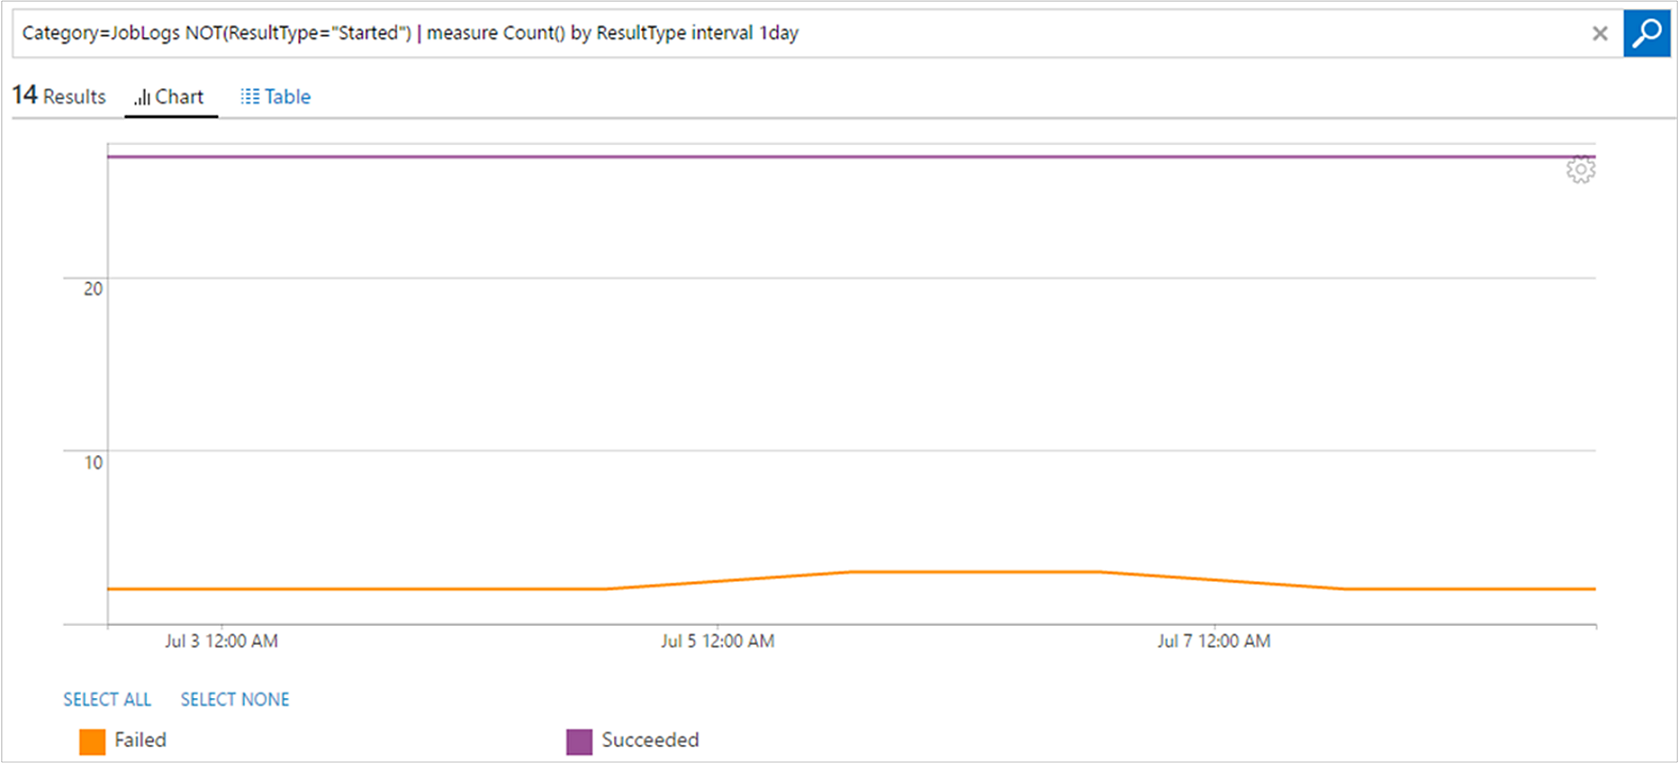 Category=JobLogs NOT(ResultType="Started") | measure Count() by ResultType interval 1day
14 Results Chart Table
20
10
Jul 3 12:00 AM Jul 5 12:00 AM Jul 7 12:00 AM
SELECT ALL SELECT NONE
Failed Succeeded